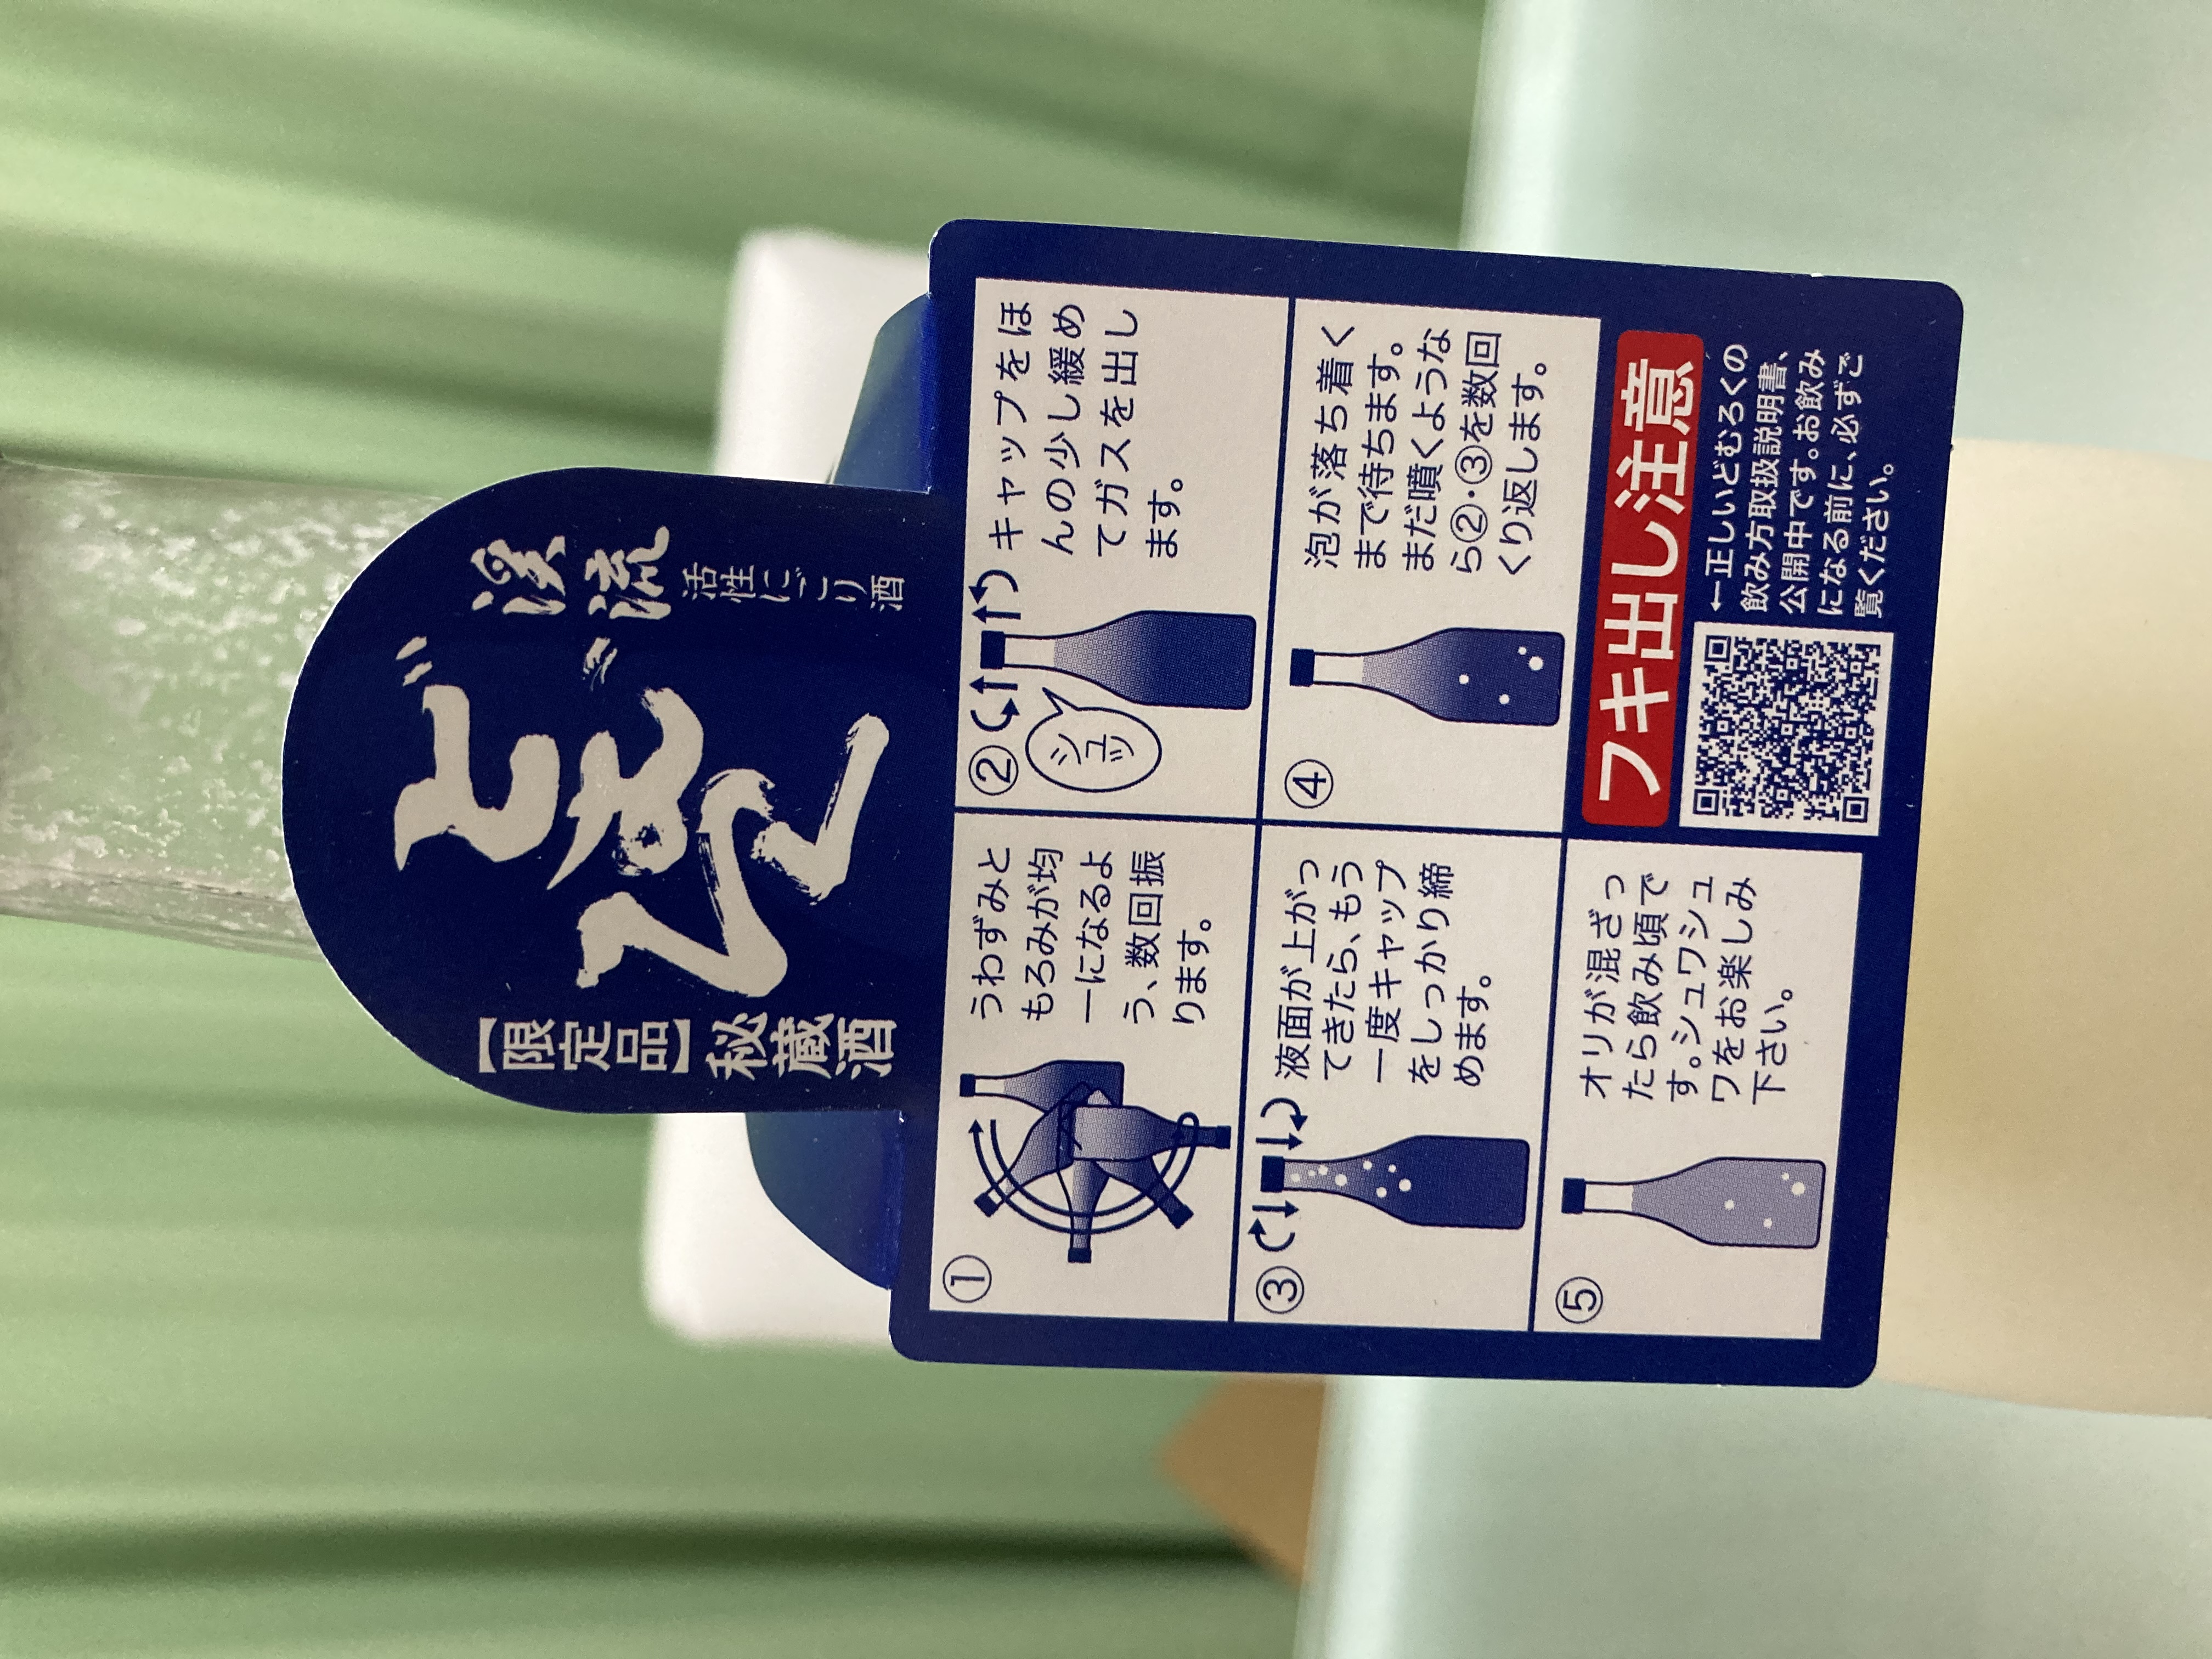 【限定品】秘蔵酒
どむろく
渓流
活性にごり酒
①
うわずみと
もろみが均
一になるよ
う、数回振
ります。
②
シュッ
キャップをほ
んの少し緩め
てガスを出し
ます。
③
液面が上がっ
てきたら、もう
一度キャップ
をしっかり締
めます。
④
泡が落ち着く
まで待ちます。
まだ噴くような
ら②・③を数回
くり返します。
⑤
オリが混ざっ
たら飲み頃で
す。シュワシュ
ワをお楽しみ
下さい。
フキ出し注意
←正しいどむろくの
飲み方取扱説明書、
公開中です。お飲み
になる前に、必ずご
覧ください。